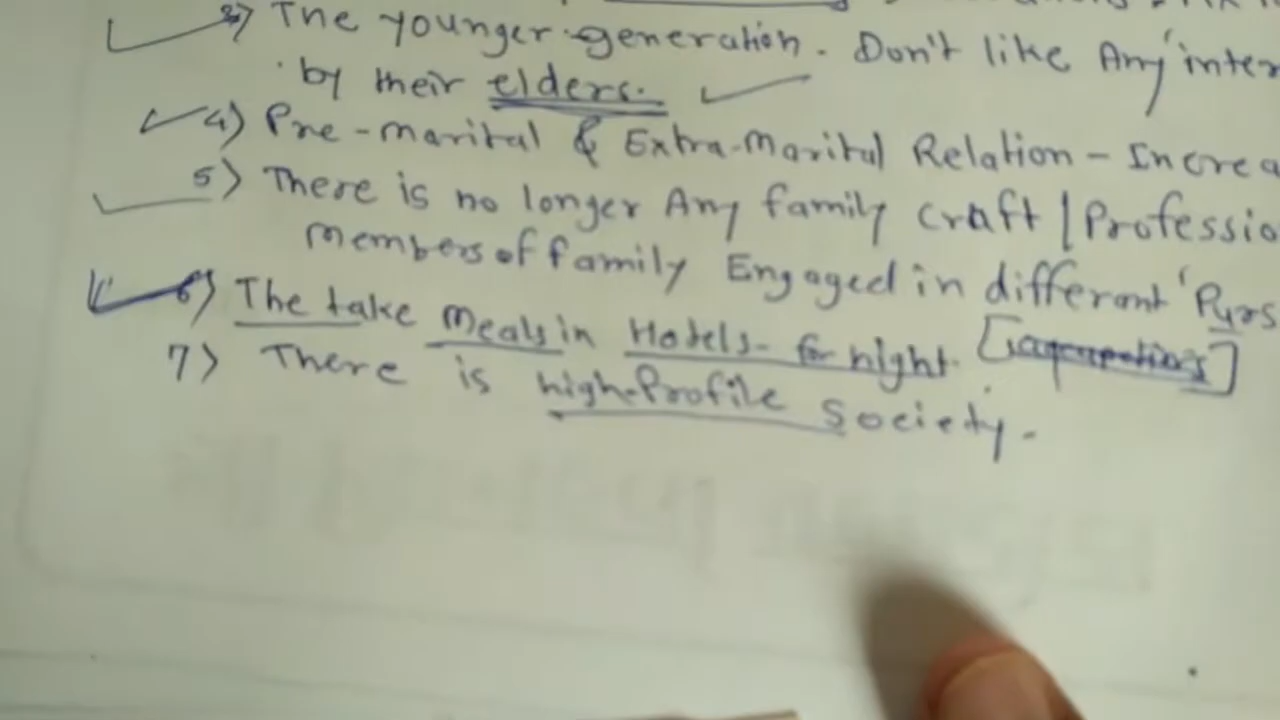 3) The younger generation. Don't like Any inter
by their elders.
4) Pre-marital & Extra-Marital Relation - Increa
5) There is no longer Any family craft / Professio
Members of family Engaged in different Purs
6) The take Meals in Hotels - for night.
7) There is high-Profile Society.